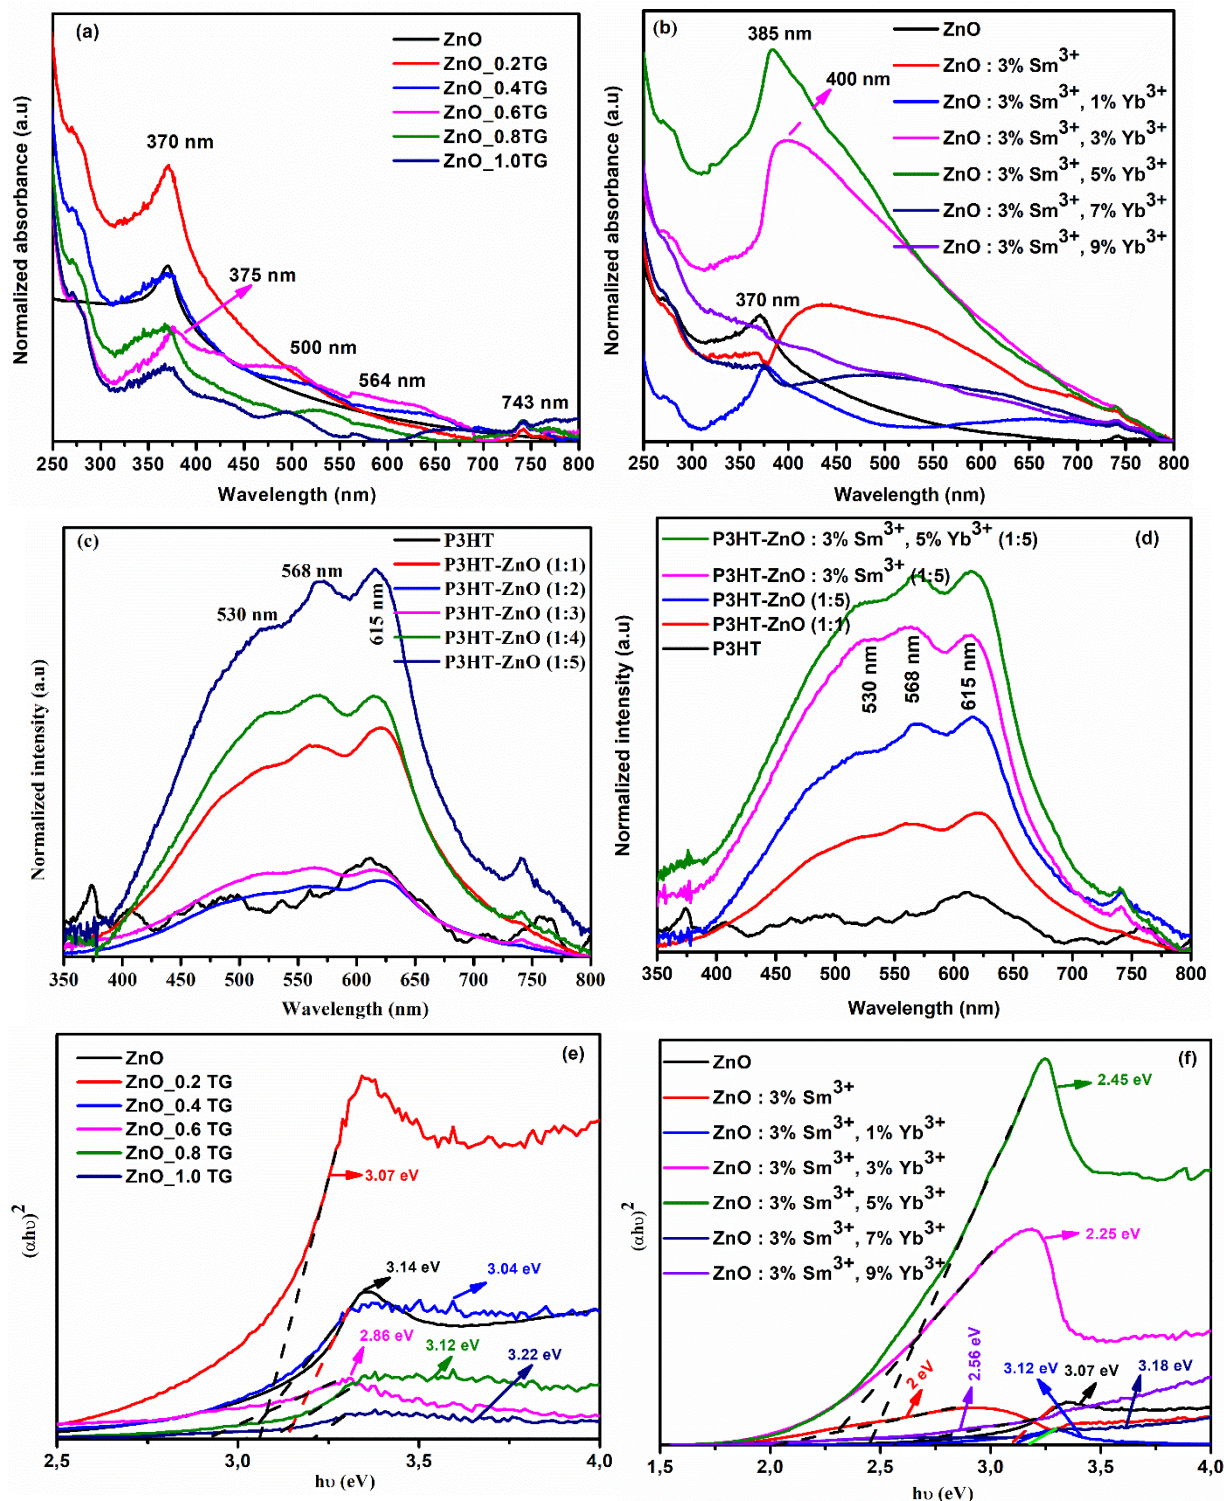 (a)
ZnO
ZnO_0.2TG
ZnO_0.4TG
ZnO_0.6TG
ZnO_0.8TG
ZnO_1.0TG
370 nm
375 nm
500 nm
564 nm
743 nm
Normalized absorbance (a.u)
250 300 350 400 450 500 550 600 650 700 750 800
Wavelength (nm)
(b)
385 nm
400 nm
370 nm
ZnO
ZnO : 3% Sm3+
ZnO : 3% Sm3+, 1% Yb3+
ZnO : 3% Sm3+, 3% Yb3+
ZnO : 3% Sm3+, 5% Yb3+
ZnO : 3% Sm3+, 7% Yb3+
ZnO : 3% Sm3+, 9% Yb3+
Normalized absorbance (a.u)
250 300 350 400 450 500 550 600 650 700 750 800
Wavelength (nm)
(c)
P3HT
P3HT-ZnO (1:1)
P3HT-ZnO (1:2)
P3HT-ZnO (1:3)
P3HT-ZnO (1:4)
P3HT-ZnO (1:5)
530 nm
568 nm
615 nm
Normalized intensity (a.u)
350 400 450 500 550 600 650 700 750 800
Wavelength (nm)
(d)
P3HT-ZnO : 3% Sm3+, 5% Yb3+ (1:5)
P3HT-ZnO : 3% Sm3+ (1:5)
P3HT-ZnO (1:5)
P3HT-ZnO (1:1)
P3HT
530 nm
568 nm
615 nm
Normalized intensity (a.u)
350 400 450 500 550 600 650 700 750 800
Wavelength (nm)
(e)
ZnO
ZnO_0.2 TG
ZnO_0.4 TG
ZnO_0.6 TG
ZnO_0.8 TG
ZnO_1.0 TG
3.07 eV
3.14 eV
3.04 eV
2.86 eV
3.12 eV
3.22 eV
(αhυ)2
2,5 3,0 3,5 4,0
hυ (eV)
(f)
ZnO
ZnO : 3% Sm3+
ZnO : 3% Sm3+, 1% Yb3+
ZnO : 3% Sm3+, 3% Yb3+
ZnO : 3% Sm3+, 5% Yb3+
ZnO : 3% Sm3+, 7% Yb3+
ZnO : 3% Sm3+, 9% Yb3+
2.45 eV
2.25 eV
2 eV
2.56 eV
3.12 eV
3.07 eV
3.18 eV
(αhυ)2
1,5 2,0 2,5 3,0 3,5 4,0
hυ (eV)